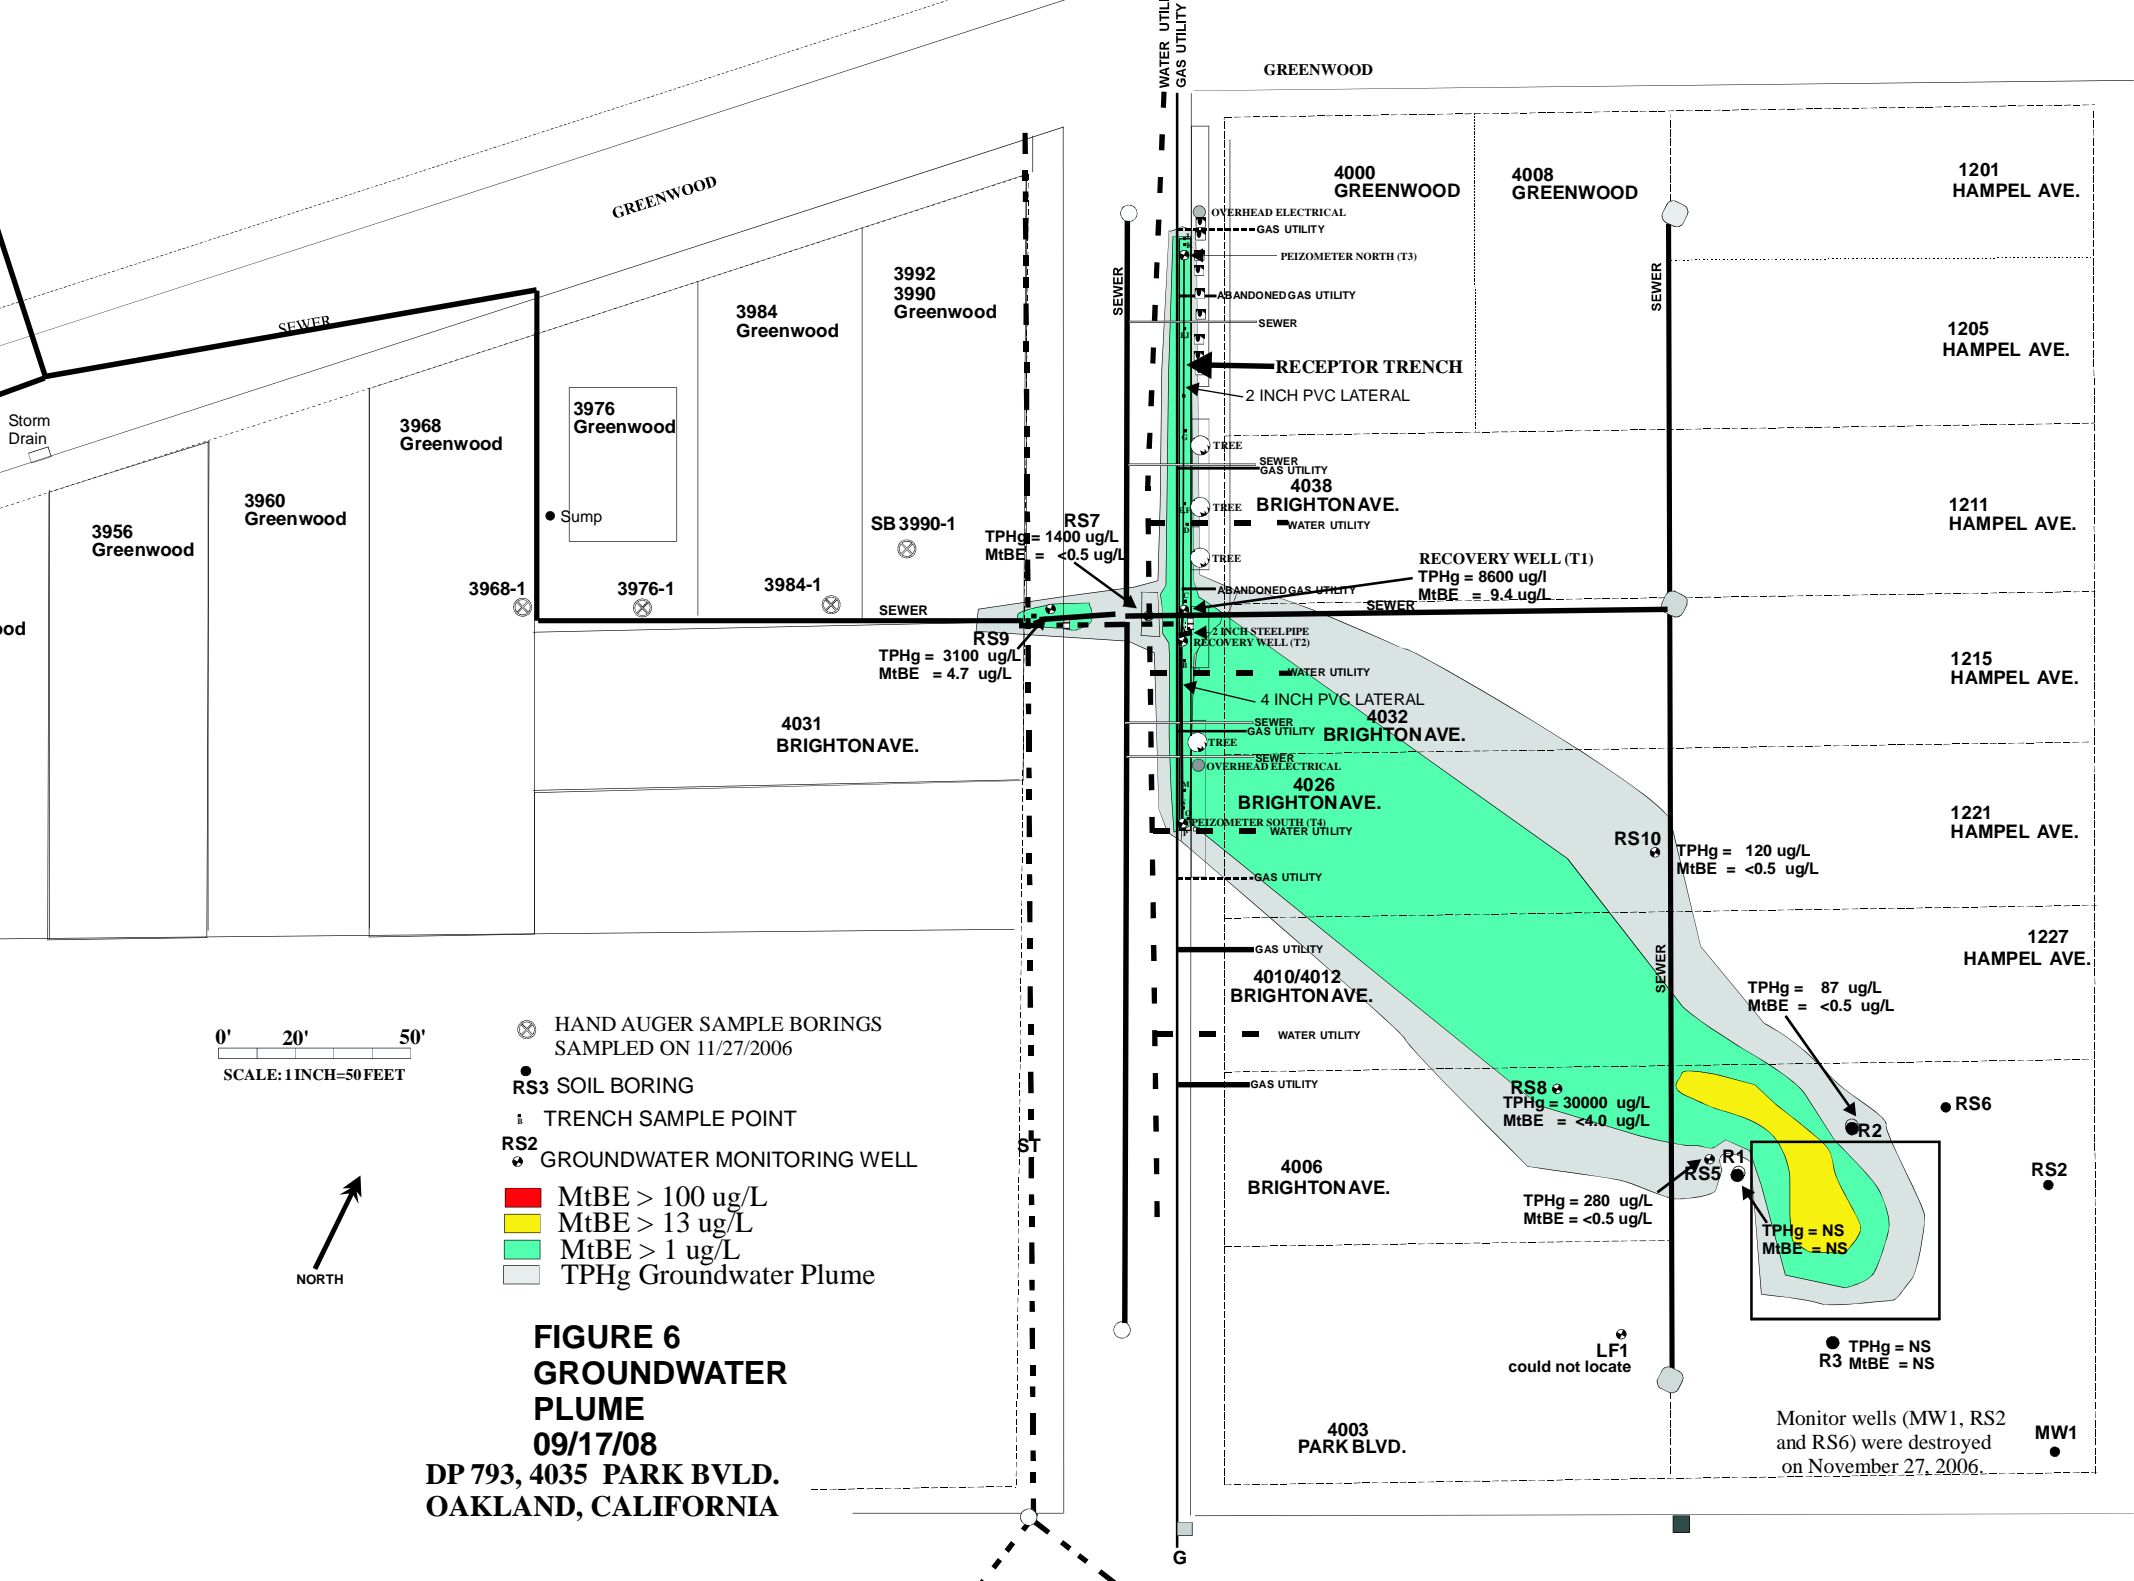 WATER UTILI
GAS UTILITY
GREENWOOD
GREENWOOD
4000
GREENWOOD
4008
GREENWOOD
1201
HAMPEL AVE.
OVERHEAD ELECTRICAL
GAS UTILITY
PEIZOMETER NORTH (T3)
SEWER
SEWER
SEWER
ABANDONED GAS UTILITY
SEWER
3992
3990
Greenwood
3984
Greenwood
1205
HAMPEL AVE.
RECEPTOR TRENCH
2 INCH PVC LATERAL
3976
Greenwood
3968
Greenwood
Storm
Drain
TREE
SEWER
GAS UTILITY
4038
BRIGHTON AVE.
3960
Greenwood
3956
Greenwood
ood
Sump
SB 3990-1
RS7
TPHg = 1400 ug/L
MtBE = <0.5 ug/L
TREE
WATER UTILITY
1211
HAMPEL AVE.
TREE
RECOVERY WELL (T1)
TPHg = 8600 ug/l
MtBE = 9.4 ug/L
ABANDONED GAS UTILITY
SEWER
3968-1
3976-1
3984-1
SEWER
RS9
TPHg = 3100 ug/L
MtBE = 4.7 ug/L
2 INCH STEEL PIPE
RECOVERY WELL (T2)
WATER UTILITY
1215
HAMPEL AVE.
4 INCH PVC LATERAL
4032
BRIGHTON AVE.
SEWER
GAS UTILITY
4031
BRIGHTON AVE.
TREE
SEWER
OVERHEAD ELECTRICAL
4026
BRIGHTON AVE.
PEIZOMETER SOUTH (T4)
WATER UTILITY
1221
HAMPEL AVE.
RS10
TPHg = 120 ug/L
MtBE = <0.5 ug/L
GAS UTILITY
GAS UTILITY
SEWER
1227
HAMPEL AVE.
4010/4012
BRIGHTON AVE.
TPHg = 87 ug/L
MtBE = <0.5 ug/L
WATER UTILITY
GAS UTILITY
0' 20' 50'
SCALE: 1 INCH=50 FEET
HAND AUGER SAMPLE BORINGS
SAMPLED ON 11/27/2006
RS3 SOIL BORING
B TRENCH SAMPLE POINT
RS2
GROUNDWATER MONITORING WELL
MtBE > 100 ug/L
MtBE > 13 ug/L
MtBE > 1 ug/L
TPHg Groundwater Plume
NORTH
ST
RS8
TPHg = 30000 ug/L
MtBE = <4.0 ug/L
RS6
R2
R1
RS5
RS2
4006
BRIGHTON AVE.
TPHg = 280 ug/L
MtBE = <0.5 ug/L
TPHg = NS
MtBE = NS
LF1
could not locate
R3
TPHg = NS
MtBE = NS
FIGURE 6
GROUNDWATER
PLUME
09/17/08
DP 793, 4035 PARK BVLD.
OAKLAND, CALIFORNIA
4003
PARK BLVD.
Monitor wells (MW1, RS2
and RS6) were destroyed
on November 27, 2006.
MW1
G